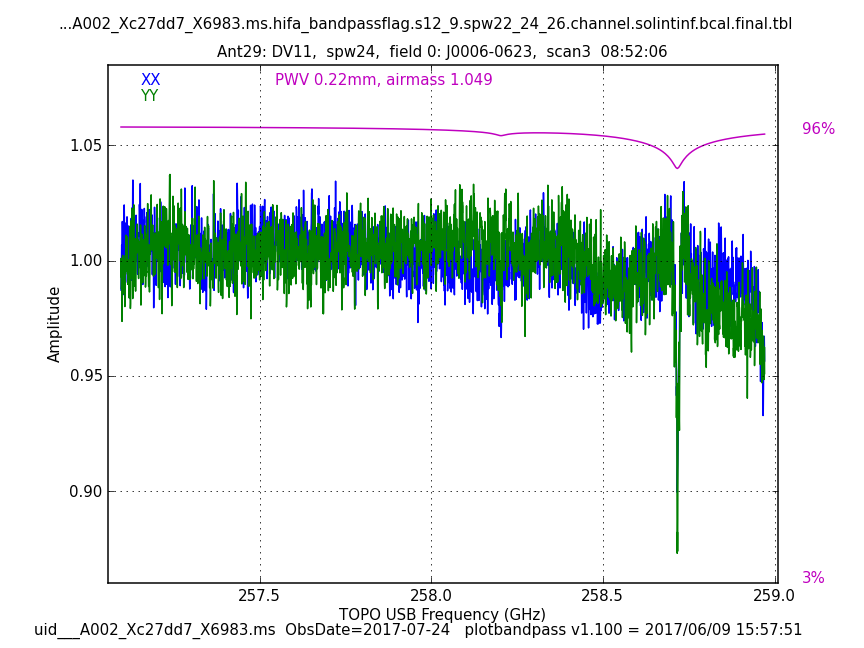 ...A002_Xc27dd7_X6983.ms.hifa_bandpassflag.s12_9.spw22_24_26.channel.solintinf.bcal.final.tbl
Ant29: DV11,  spw24,  field 0: J0006-0623,  scan3  08:52:06
XX
PWV 0.22mm, airmass 1.049
YY
96%
1.05
1.00
0.95
0.90
Amplitude
3%
257.5
258.0
258.5
259.0
TOPO USB Frequency (GHz)
uid___A002_Xc27dd7_X6983.ms  ObsDate=2017-07-24   plotbandpass v1.100 = 2017/06/09 15:57:51